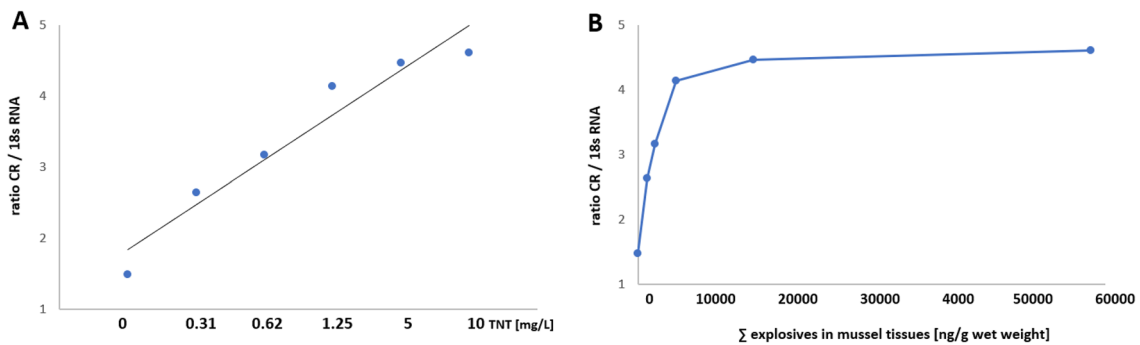 A
5
4
3
2
1
ratio CR / 18s RNA
0 0.31 0.62 1.25 5 10 TNT [mg/L]
B
5
4
3
2
1
ratio CR / 18s RNA
0 10000 20000 30000 4000 50000 60000
∑ explosives in mussel tissues [ng/g wet weight]